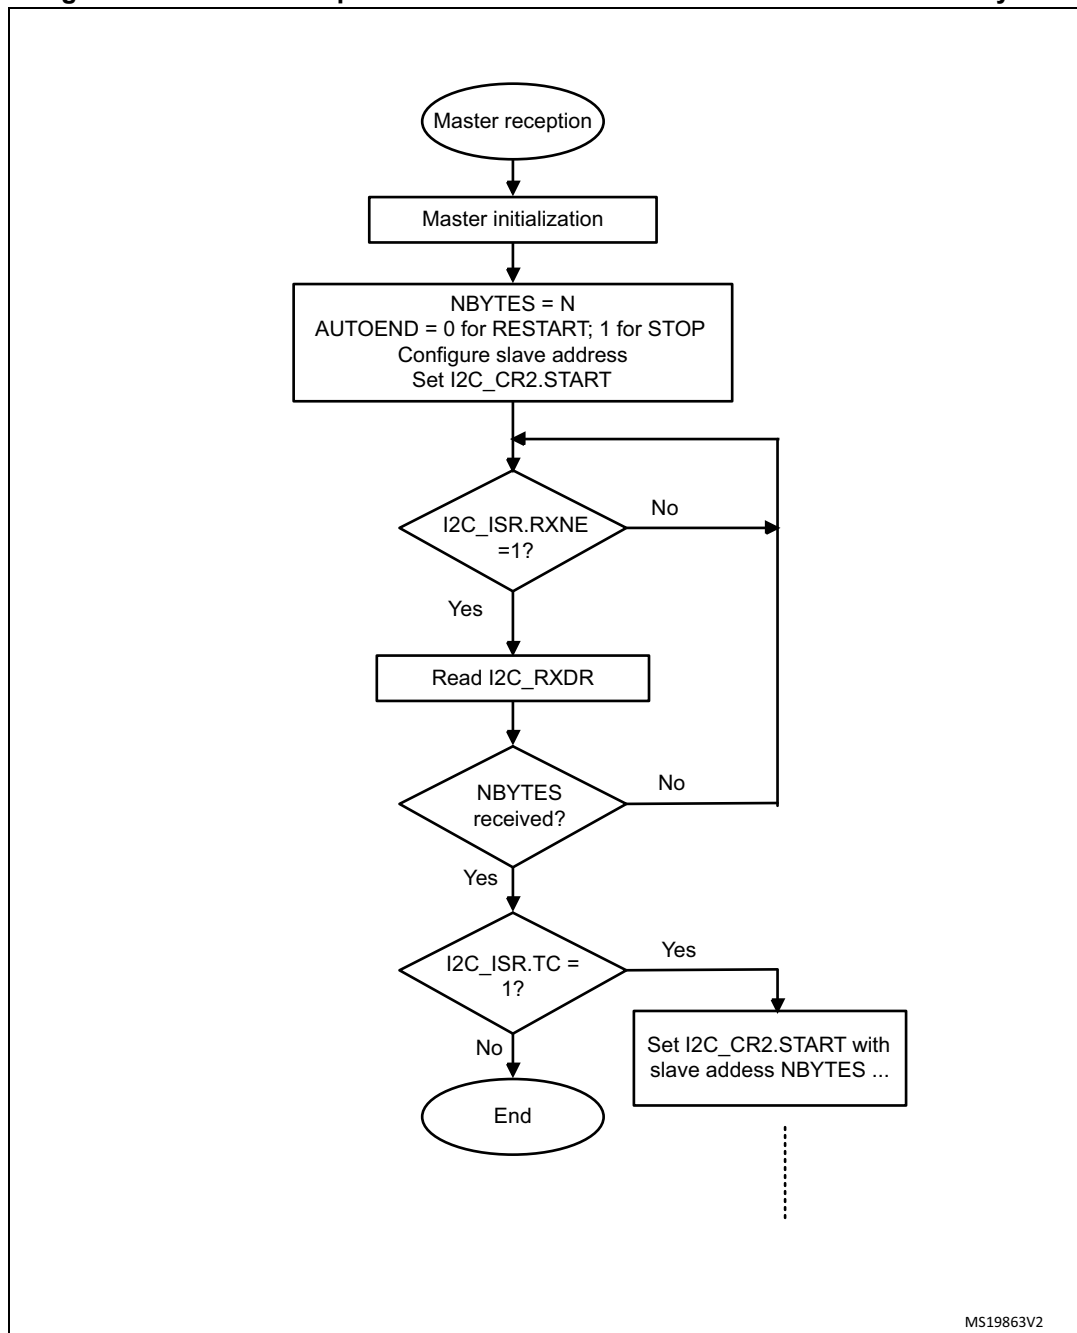 Master reception
Master initialization
NBYTES = N
AUTOEND = 0 for RESTART; 1 for STOP
Configure slave address
Set I2C_CR2.START
I2C_ISR.RXNE
=1?
No
Yes
Read I2C_RXDR
NBYTES
received?
No
Yes
I2C_ISR.TC =
1?
Yes
No
Set I2C_CR2.START with
slave addess NBYTES ...
End
MS19863V2